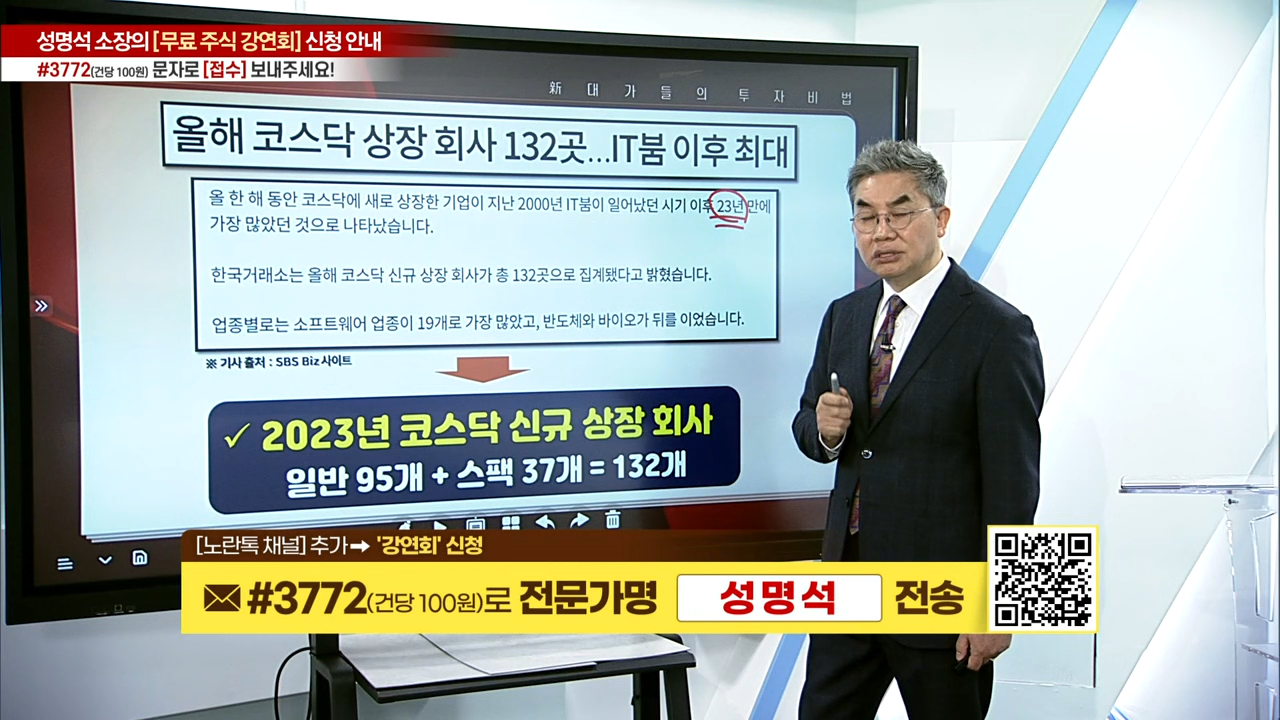 성명석 소장의 [무료 주식 강연회] 신청 안내
#3772(건당 100원) 문자로 [접수] 보내주세요!
新 대 가 들 의 투 자 비 법
올해 코스닥 상장 회사 132곳...IT붐 이후 최대
올 한 해 동안 코스닥에 새로 상장한 기업이 지난 2000년 IT붐이 일어났던 시기 이후 23년 만에
가장 많았던 것으로 나타났습니다.
한국거래소는 올해 코스닥 신규 상장 회사가 총 132곳으로 집계됐다고 밝혔습니다.
업종별로는 소프트웨어 업종이 19개로 가장 많았고, 반도체와 바이오가 뒤를 이었습니다.
※ 기사 출처 : SBS Biz 사이트
✓ 2023년 코스닥 신규 상장 회사
일반 95개 + 스팩 37개 = 132개
[노란톡 채널] 추가➡ '강연회' 신청
#3772(건당 100원)로 전문가명 성명석 전송